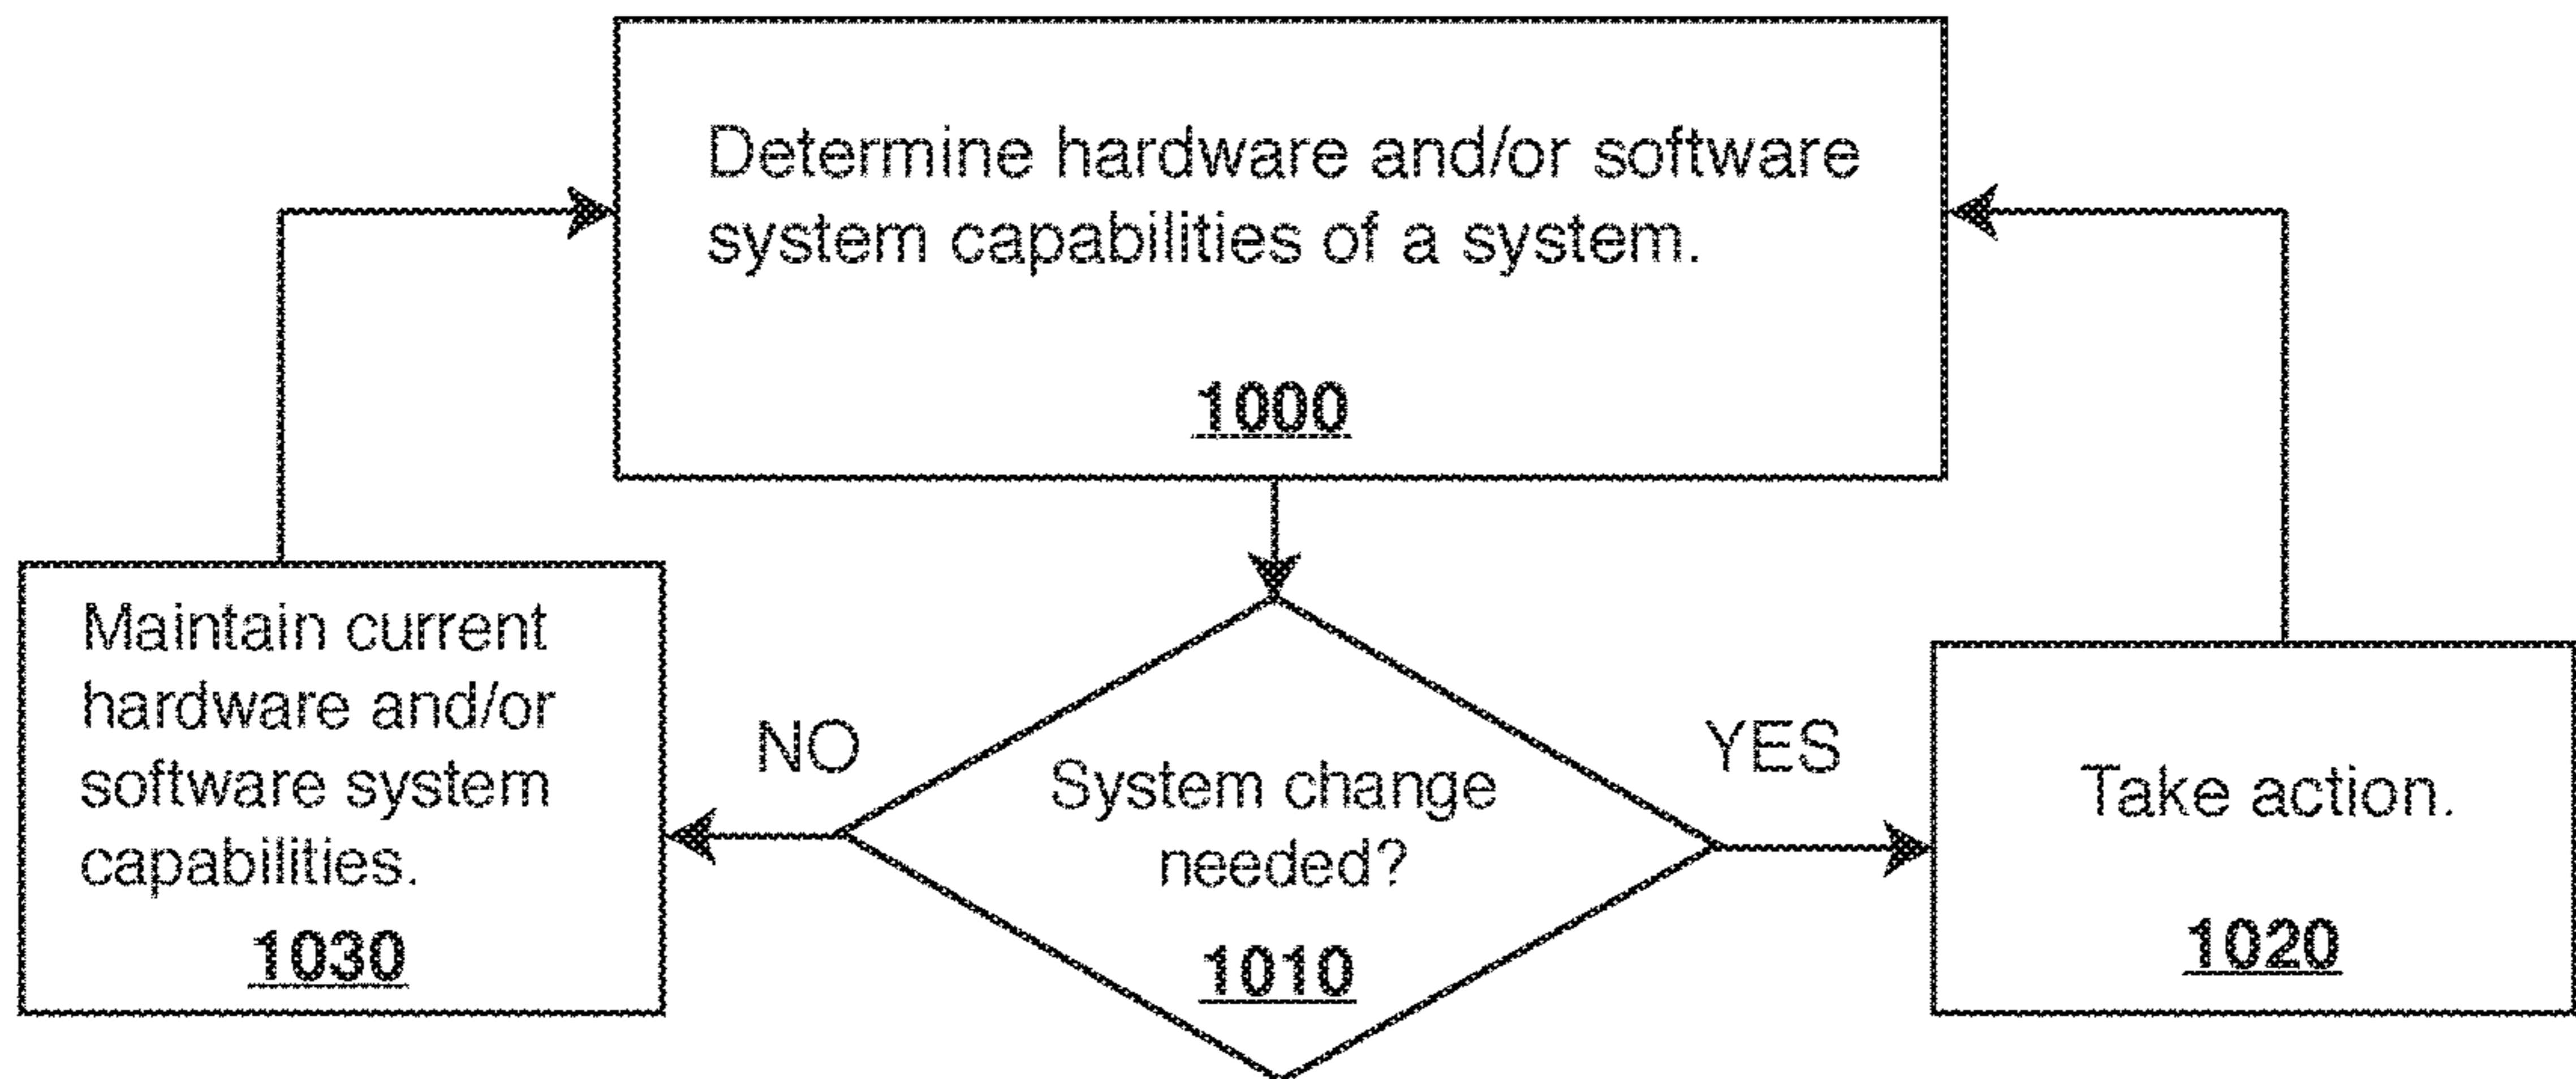 Determine hardware and/or software
system capabilities of a system.
1000
Maintain current
hardware and/or
software system
capabilities.
1030
NO
System change
needed?
1010
YES
Take action.
1020